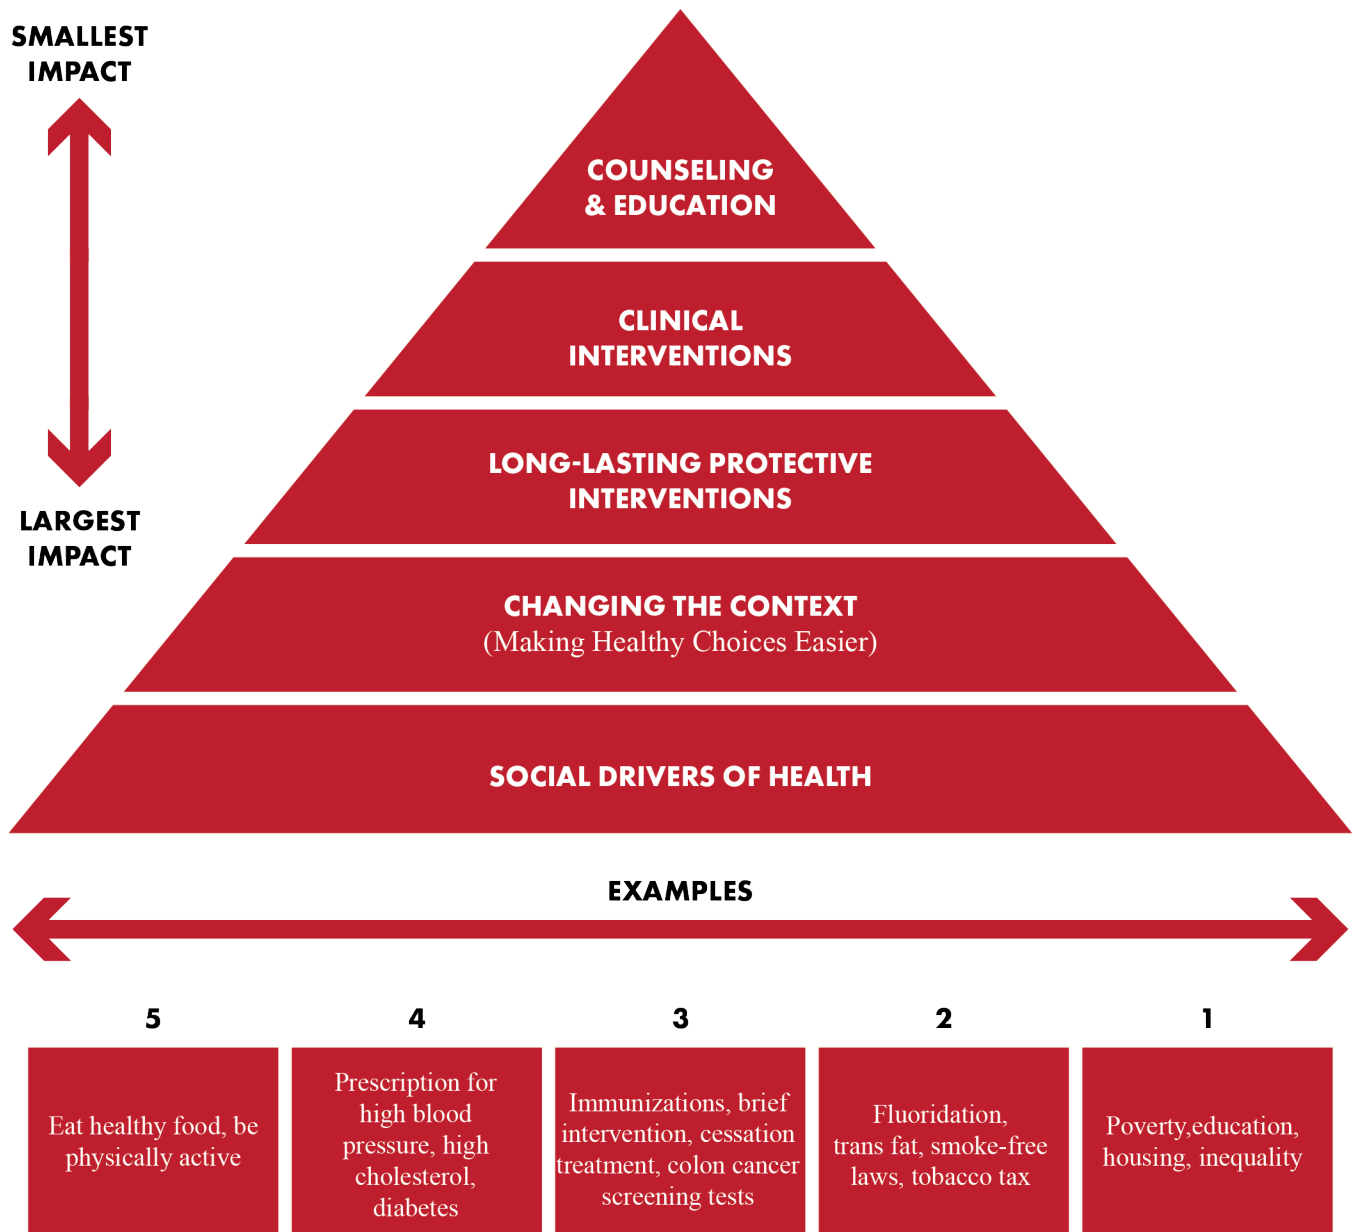 SMALLEST
IMPACT
LARGEST
IMPACT
COUNSELING
& EDUCATION
CLINICAL
INTERVENTIONS
LONG-LASTING PROTECTIVE
INTERVENTIONS
CHANGING THE CONTEXT
(Making Healthy Choices Easier)
SOCIAL DRIVERS OF HEALTH
EXAMPLES
5
Eat healthy food, be
physically active
4
Prescription for
high blood
pressure, high
cholesterol,
diabetes
3
Immunizations, brief
intervention, cessation
treatment, colon cancer
screening tests
2
Fluoridation,
trans fat, smoke-free
laws, tobacco tax
1
Poverty,education,
housing, inequality